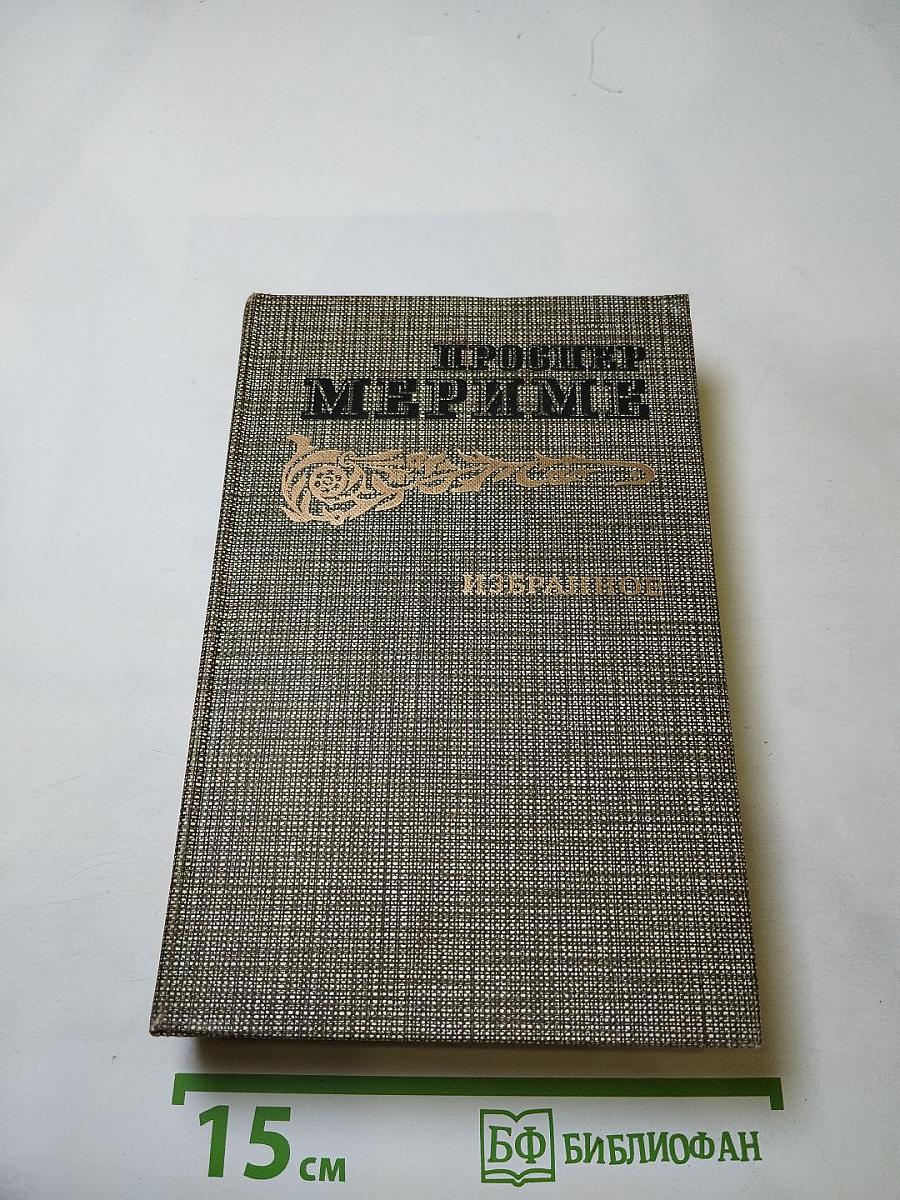 ПРОСПЕР
МЕРИМЕ
ИЗБРАННОЕ
15 см
БФ БИБЛИОФАН